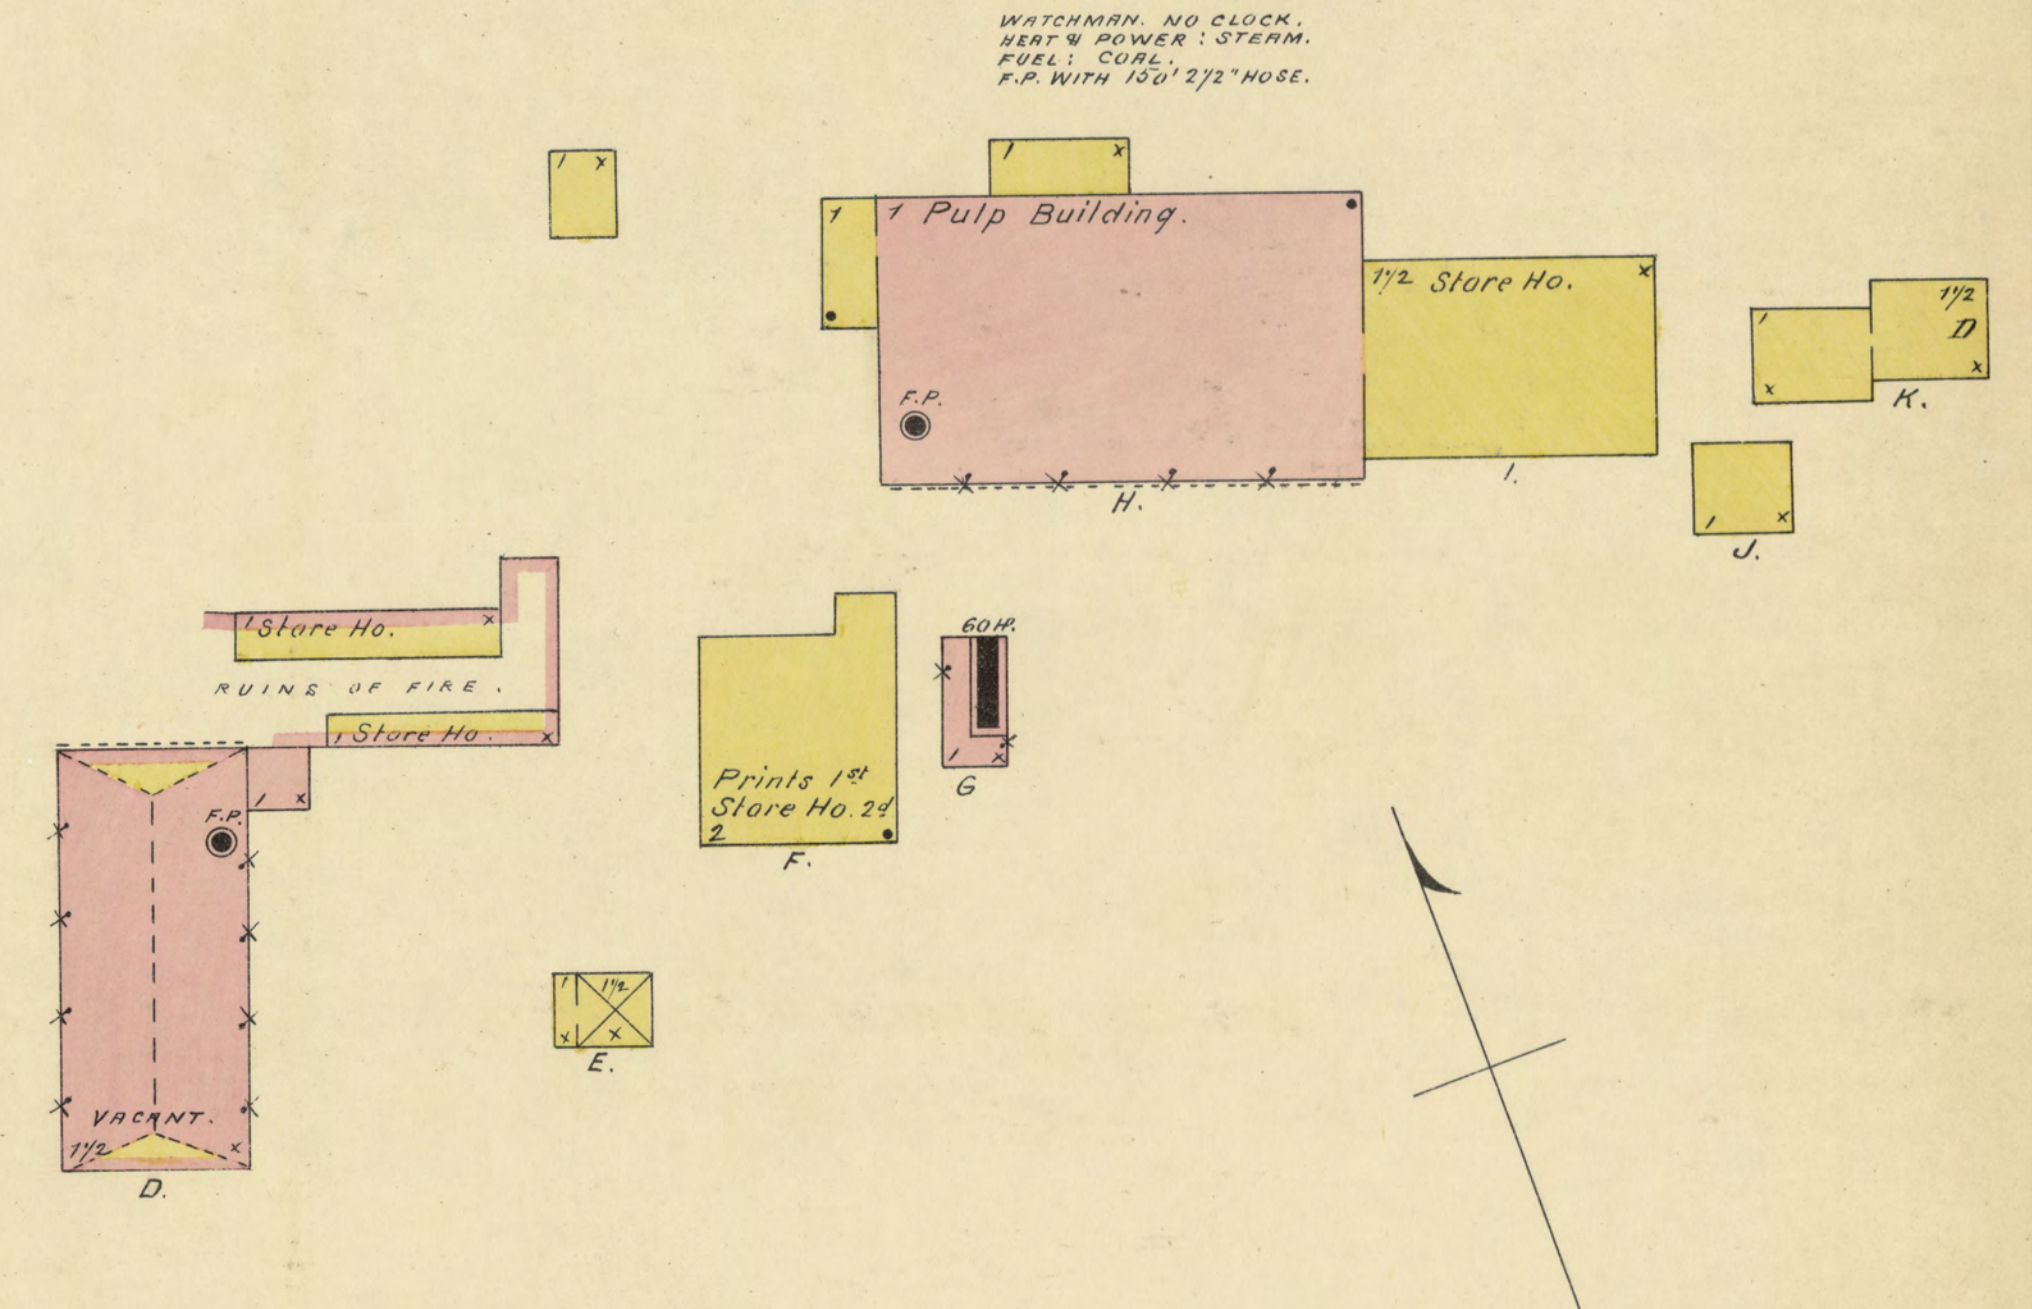 WATCHMAN. NO CLOCK.
HEAT & POWER: STEAM.
FUEL: COAL.
F.P. WITH 150' 2 1/2" HOSE.
1 x
1 x
1
1 Pulp Building.
1 1/2 Store Ho. x
1 1/2
D
x
K.
1
x
F.P.
H.
I.
1 x
J.
1 Store Ho. x
RUINS OF FIRE.
1 Store Ho. x
60 HP.
1 x
G
Prints 1st
Store Ho. 2d
2
F.
1 x
F.P.
1 1 1/2
x x
E.
VACANT.
1 1/2 x
D.